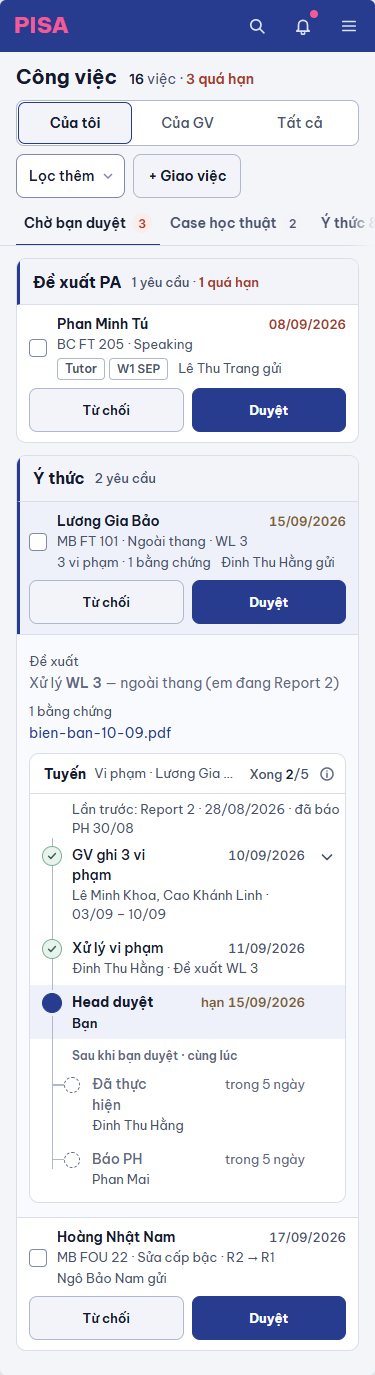 PISA
Công việc 16 việc · 3 quá hạn
Của tôi Của GV Tất cả
Lọc thêm + Giao việc
Chờ bạn duyệt 3 Case học thuật 2 Ý thức &
Đề xuất PA 1 yêu cầu · 1 quá hạn
Phan Minh Tú 08/09/2026
BC FT 205 · Speaking
Tutor W1 SEP Lê Thu Trang gửi
Từ chối Duyệt
Ý thức 2 yêu cầu
Lương Gia Bảo 15/09/2026
MB FT 101 · Ngoài thang · WL 3
3 vi phạm · 1 bằng chứng Đinh Thu Hằng gửi
Từ chối Duyệt
Đề xuất
Xử lý WL 3 — ngoài thang (em đang Report 2)
1 bằng chứng
bien-ban-10-09.pdf
Tuyến Vi phạm · Lương Gia ... Xong 2/5
Lần trước: Report 2 · 28/08/2026 · đã báo
PH 30/08
GV ghi 3 vi 10/09/2026
phạm
Lê Minh Khoa, Cao Khánh Linh ·
03/09 – 10/09
Xử lý vi phạm 11/09/2026
Đinh Thu Hằng · Đề xuất WL 3
Head duyệt hạn 15/09/2026
Bạn
Sau khi bạn duyệt · cùng lúc
Đã thực trong 5 ngày
hiện
Đinh Thu Hằng
Báo PH trong 5 ngày
Phan Mai
Hoàng Nhật Nam 17/09/2026
MB FOU 22 · Sửa cấp bậc · R2 → R1
Ngô Bảo Nam gửi
Từ chối Duyệt